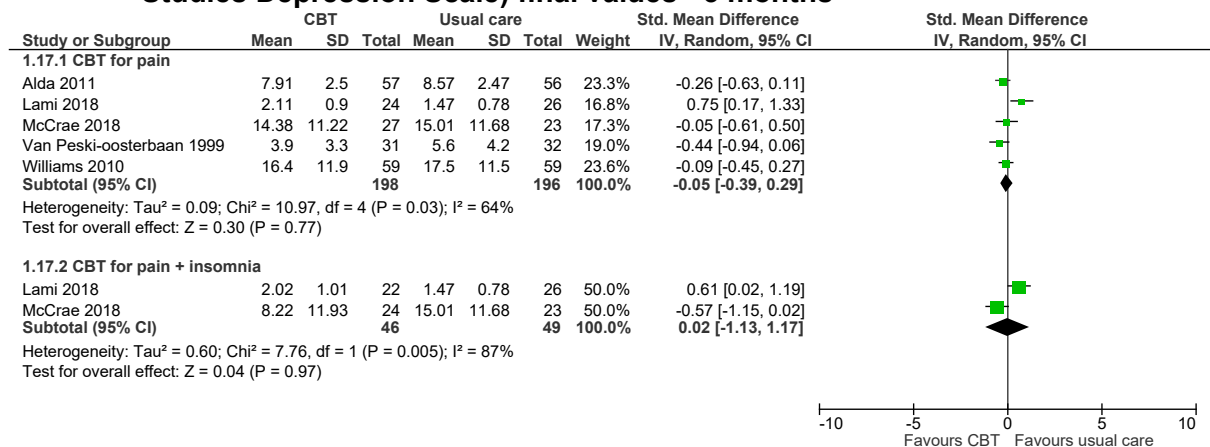 Studies Depression Scale, final values
CBT Usual care Std. Mean Difference Std. Mean Difference
Study or Subgroup Mean SD Total Mean SD Total Weight IV, Random, 95% CI IV, Random, 95% CI
1.17.1 CBT for pain
Alda 2011 7.91 2.5 57 8.57 2.47 56 23.3% -0.26 [-0.63, 0.11]
Lami 2018 2.11 0.9 24 1.47 0.78 26 16.8% 0.75 [0.17, 1.33]
McCrae 2018 14.38 11.22 27 15.01 11.68 23 17.3% -0.05 [-0.61, 0.50]
Van Peski-oosterbaan 1999 3.9 3.3 31 5.6 4.2 32 19.0% -0.44 [-0.94, 0.06]
Williams 2010 16.4 11.9 59 17.5 11.5 59 23.6% -0.09 [-0.45, 0.27]
Subtotal (95% CI) 198 196 100.0% -0.05 [-0.39, 0.29]
Heterogeneity: Tau² = 0.09; Chi² = 10.97, df = 4 (P = 0.03); I² = 64%
Test for overall effect: Z = 0.30 (P = 0.77)
1.17.2 CBT for pain + insomnia
Lami 2018 2.02 1.01 22 1.47 0.78 26 50.0% 0.61 [0.02, 1.19]
McCrae 2018 8.22 11.93 24 15.01 11.68 23 50.0% -0.57 [-1.15, 0.02]
Subtotal (95% CI) 46 49 100.0% 0.02 [-1.13, 1.17]
Heterogeneity: Tau² = 0.60; Chi² = 7.76, df = 1 (P = 0.005); I² = 87%
Test for overall effect: Z = 0.04 (P = 0.97)
-10 -5 0 5 10
Favours CBT Favours usual care